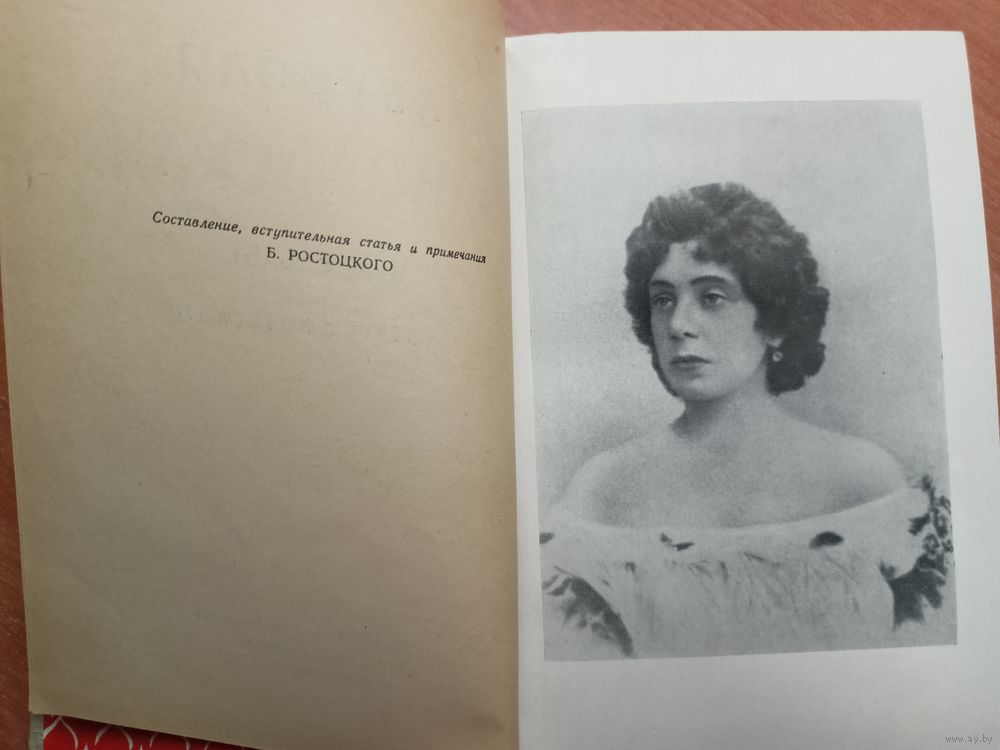 Составление, вступительная статья и примечания
Б. РОСТОЦКОГО
www.ay.by